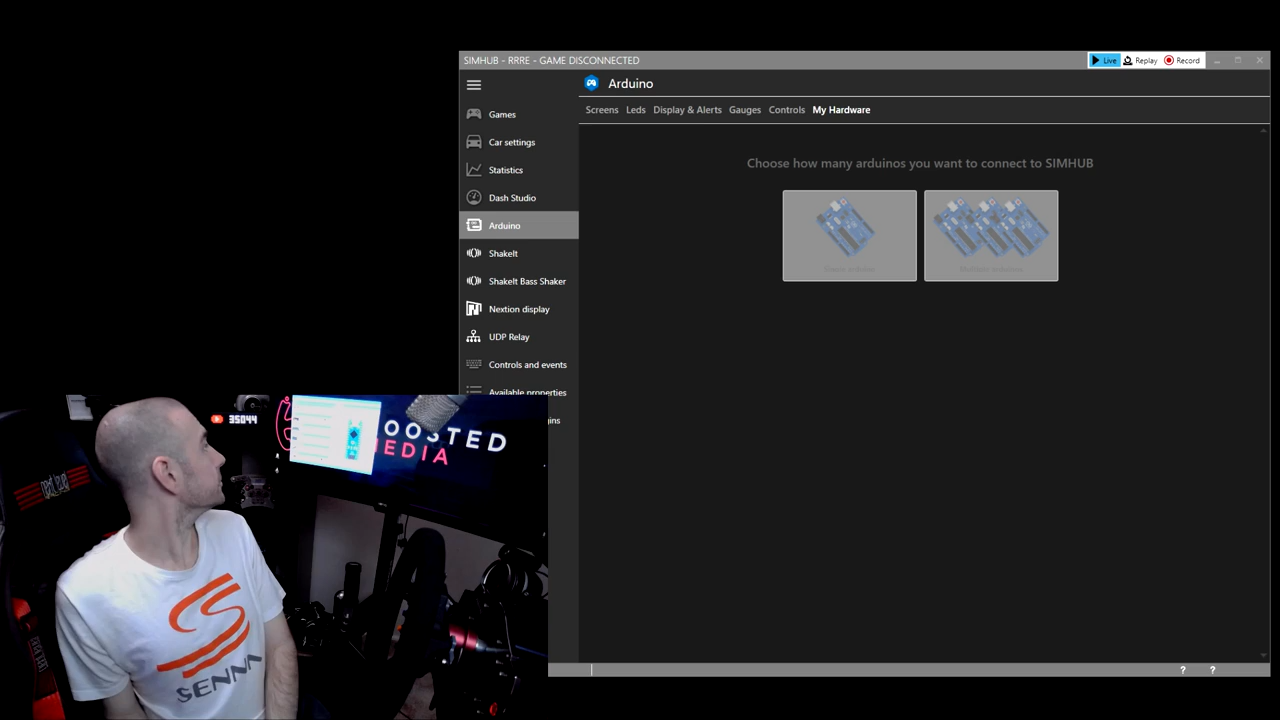 SIMHUB - RRRE - GAME DISCONNECTED
Live
Replay
Record
Arduino
Screens
Leds
Display & Alerts
Gauges
Controls
My Hardware
Games
Car settings
Statistics
Dash Studio
Arduino
ShakeIt
ShakeIt Bass Shaker
Nextion display
UDP Relay
Controls and events
Available properties
Choose how many arduinos you want to connect to SIMHUB
35044
OOSTED
EDIA
SENNA
? ?